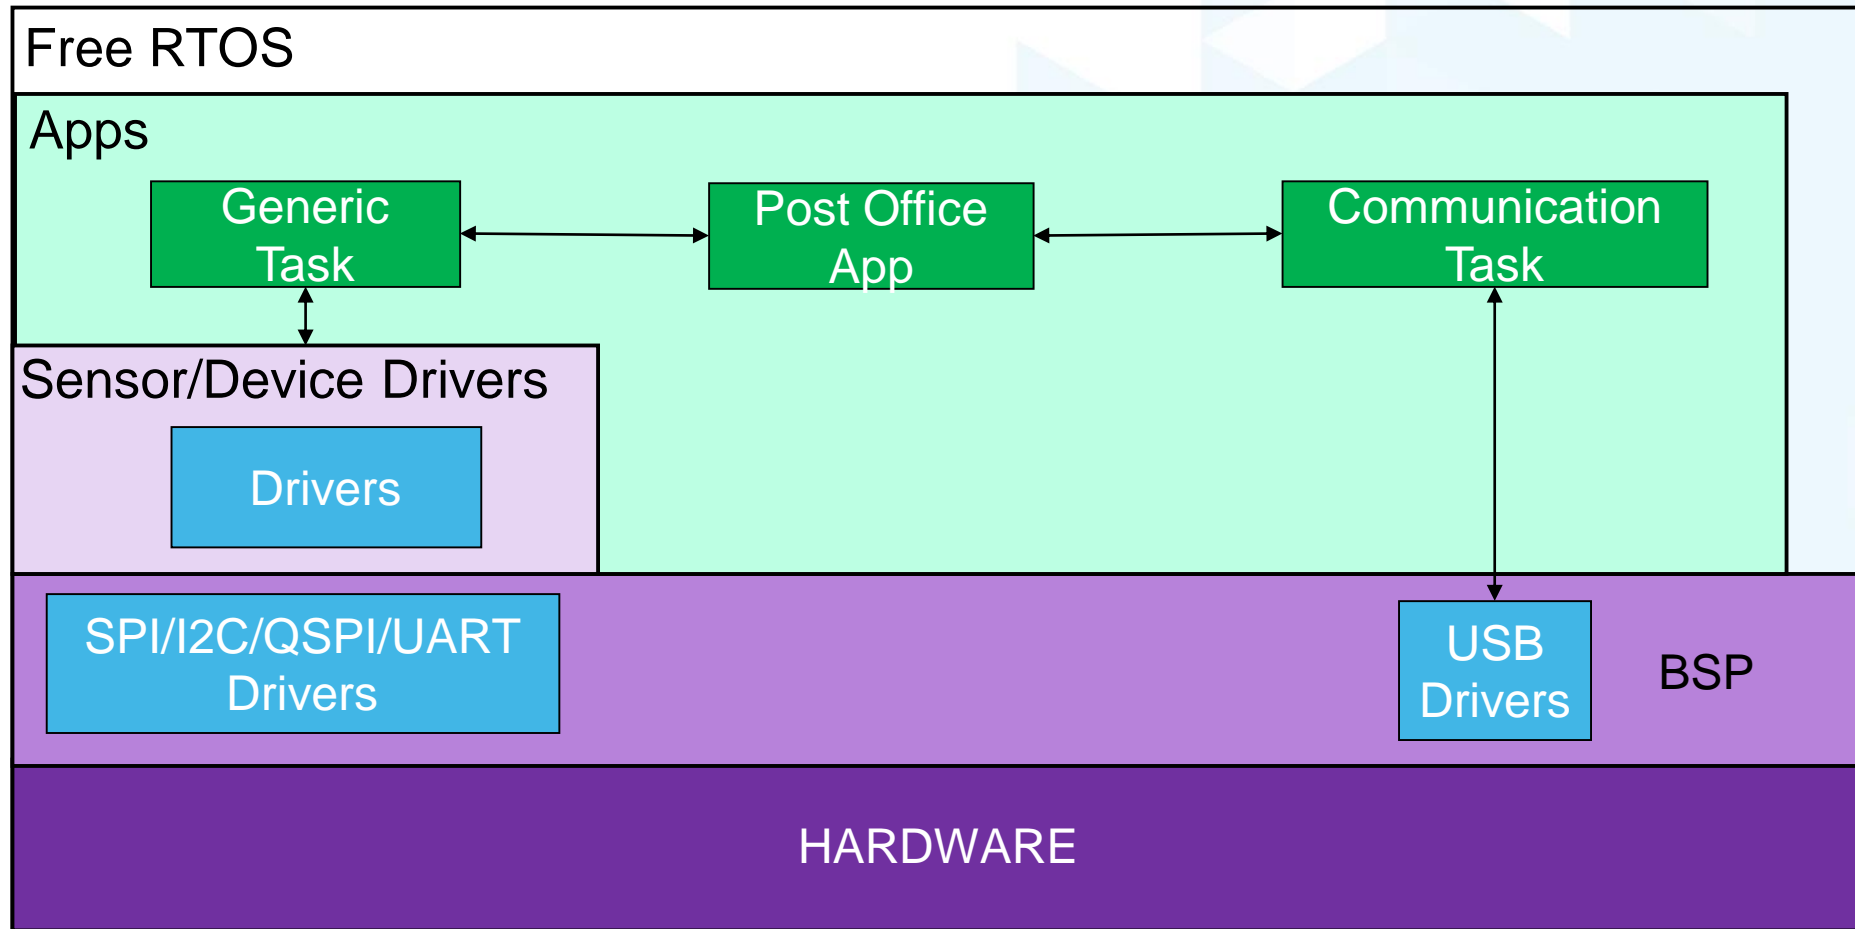 Free RTOS
Apps
Generic
Task
Post Office
App
Communication
Task
Sensor/Device Drivers
Drivers
SPI/I2C/QSPI/UART
Drivers
USB
Drivers
BSP
HARDWARE